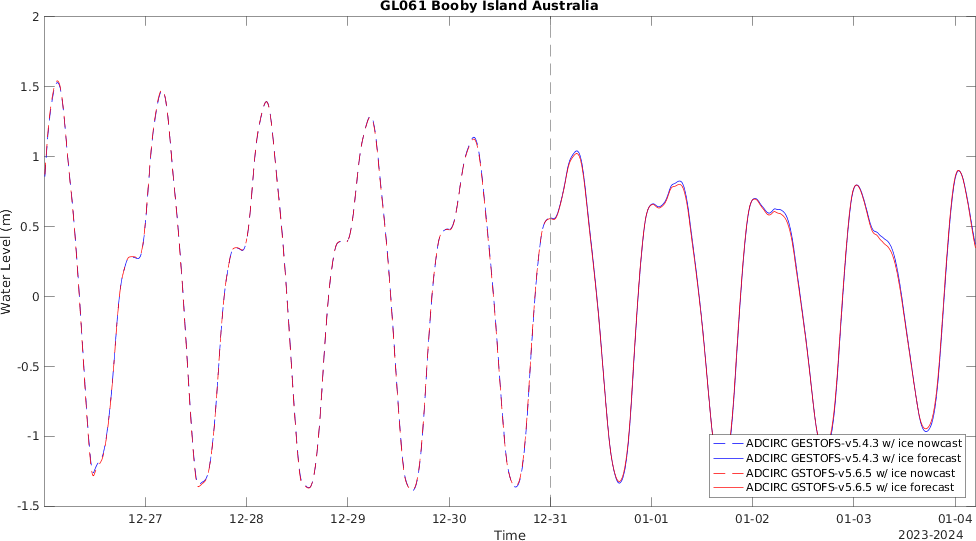 GL061 Booby Island Australia
2
1.5
1
0.5
0
-0.5
-1
-1.5
Water Level (m)
ADCIRC GESTOFS-v5.4.3 w/ ice nowcast
ADCIRC GESTOFS-v5.4.3 w/ ice forecast
ADCIRC GSTOFS-v5.6.5 w/ ice nowcast
ADCIRC GSTOFS-v5.6.5 w/ ice forecast
12-27 12-28 12-29 12-30 12-31 01-01 01-02 01-03 01-04
Time
2023-2024